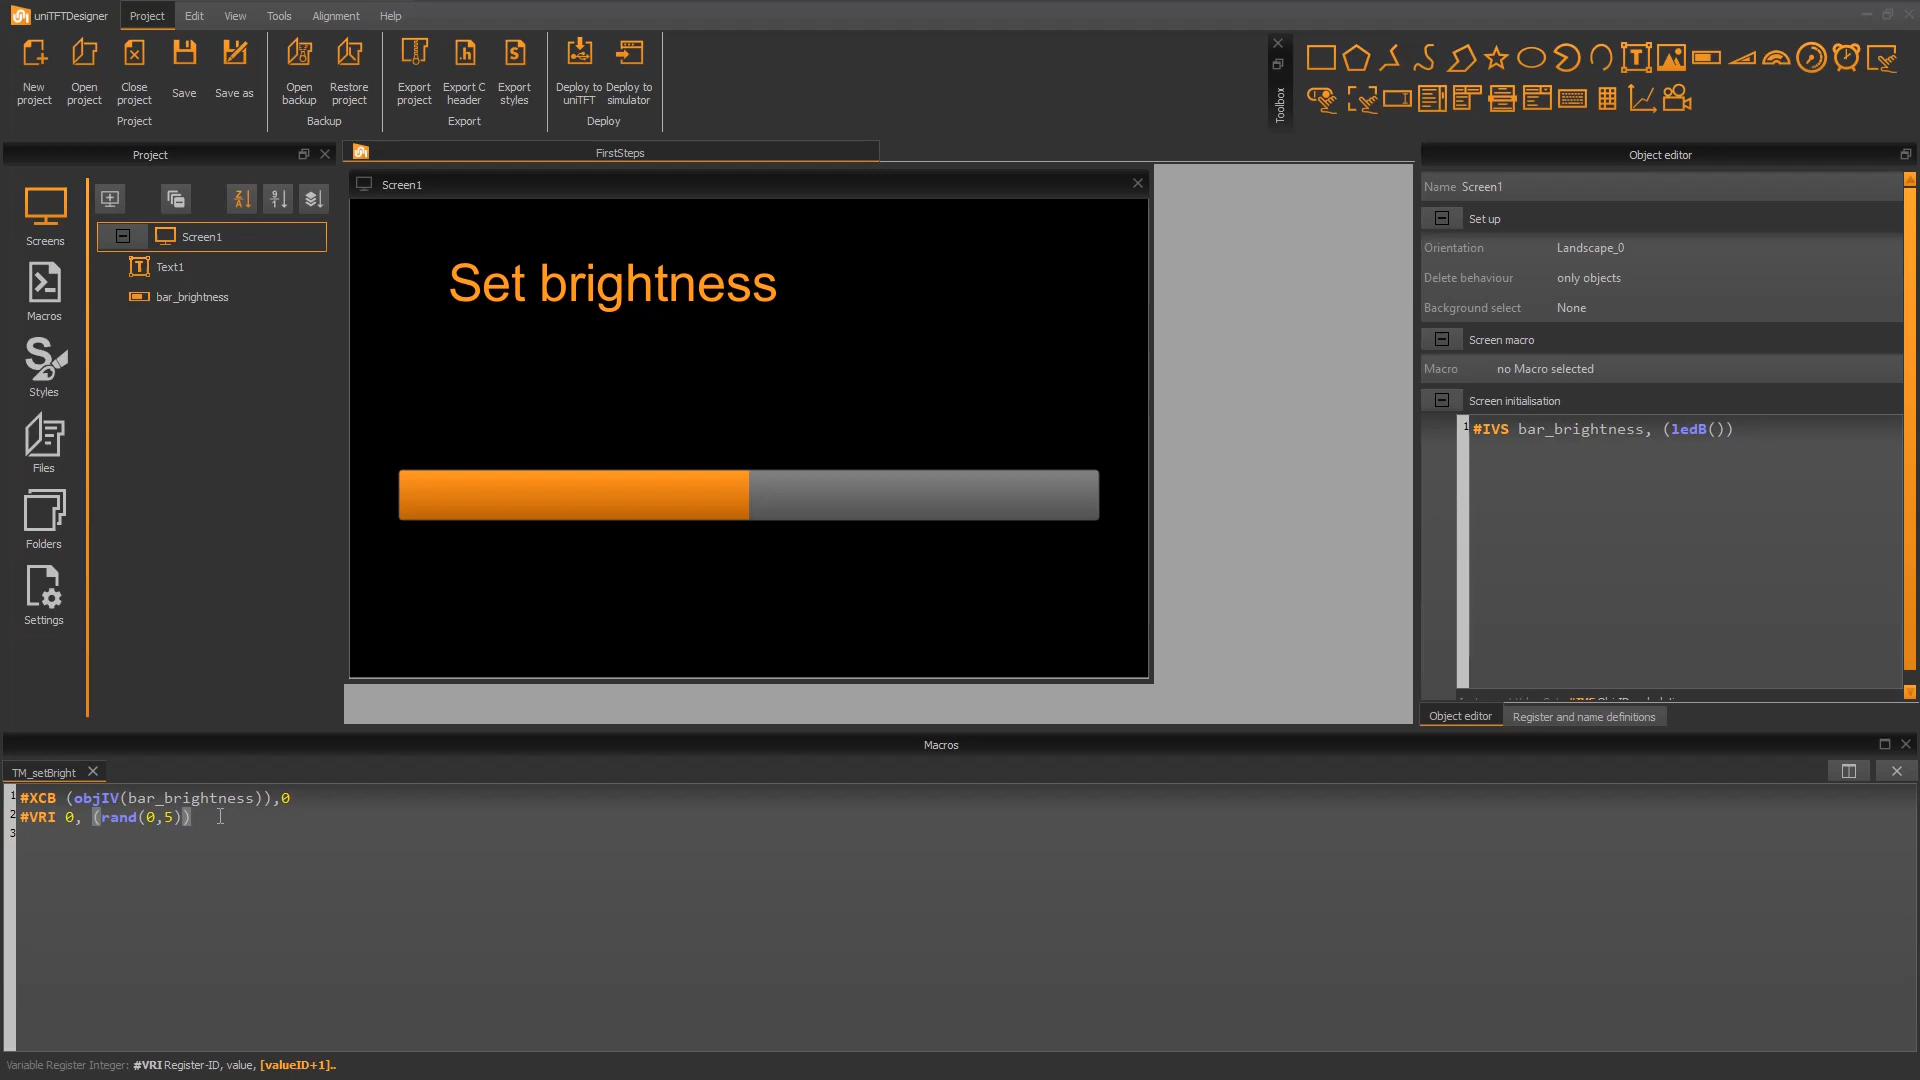 uniTFTDesigner Project Edit View Tools Alignment Help
New project
Open project
Close project
Save
Save as
Open backup
Restore project
Export project
Export C header
Export styles
Deploy to uniTFT
Deploy to simulator
Project Backup Export Deploy
Toolbox
Project
FirstSteps
Object editor
Screens
Macros
Styles
Files
Folders
Settings
Screen1
Text1
bar_brightness
Screen1
Set brightness
Name Screen1
Set up
Orientation Landscape_0
Delete behaviour only objects
Background select None
Screen macro
Macro no Macro selected
Screen initialisation
1 #IVS bar_brightness, (ledB())
Object editor Register and name definitions
Macros
TM_setBright
1 #XCB (objIV(bar_brightness)),0
2 #VRI 0, (rand(0,5))
3
Variable Register Integer: #VRI Register-ID, value, [valueID+1]..